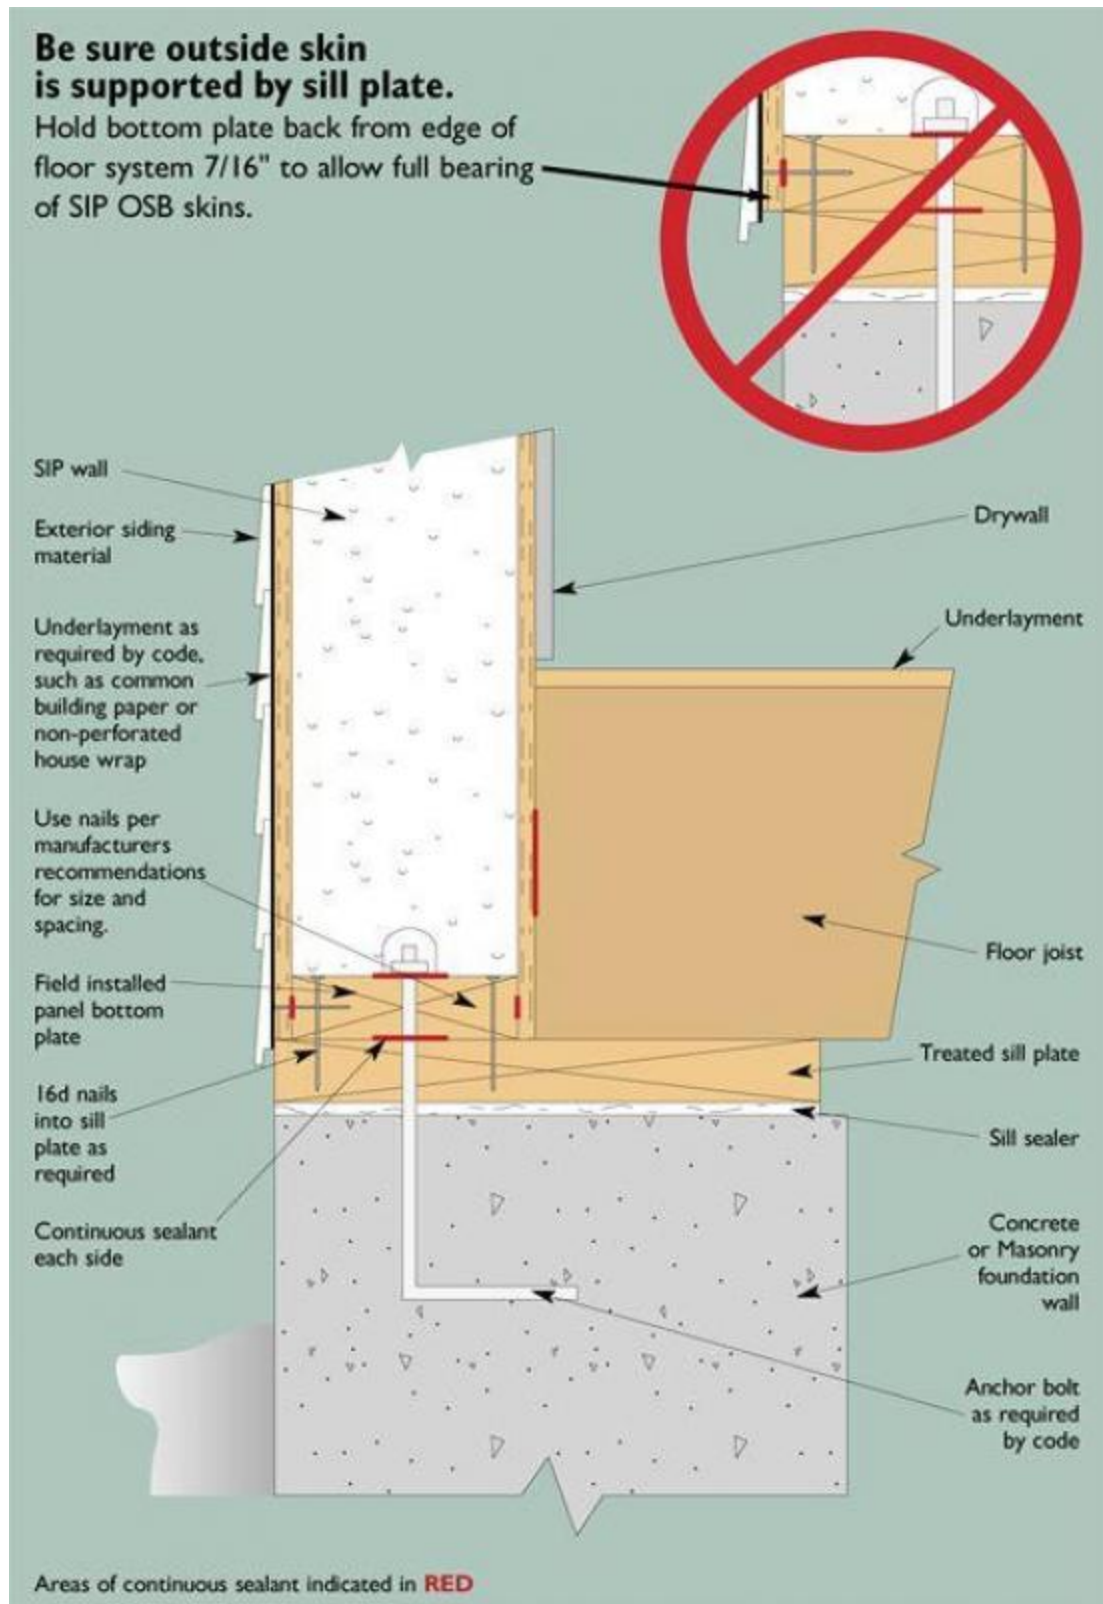 Be sure outside skin
is supported by sill plate.
Hold bottom plate back from edge of
floor system 7/16" to allow full bearing
of SIP OSB skins.
SIP wall
Exterior siding
material
Underlayment as
required by code,
such as common
building paper or
non-perforated
house wrap
Use nails per
manufacturers
recommendations
for size and
spacing.
Field installed
panel bottom
plate
16d nails
into sill
plate as
required
Continuous sealant
each side
Drywall
Underlayment
Floor joist
Treated sill plate
Sill sealer
Concrete
or Masonry
foundation
wall
Anchor bolt
as required
by code
Areas of continuous sealant indicated in RED